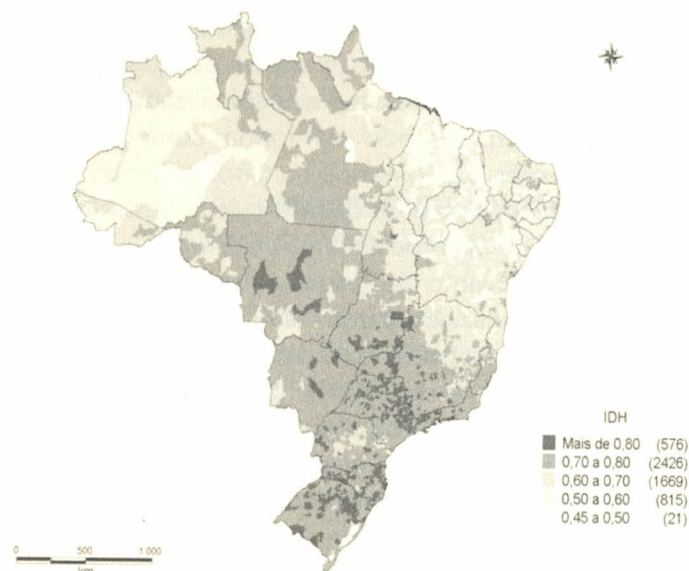 IDH
Mais de 0,80 (576)
0,70 a 0,80 (2426)
0,60 a 0,70 (1669)
0,50 a 0,60 (815)
0,45 a 0,50 (21)
0 500 1 000